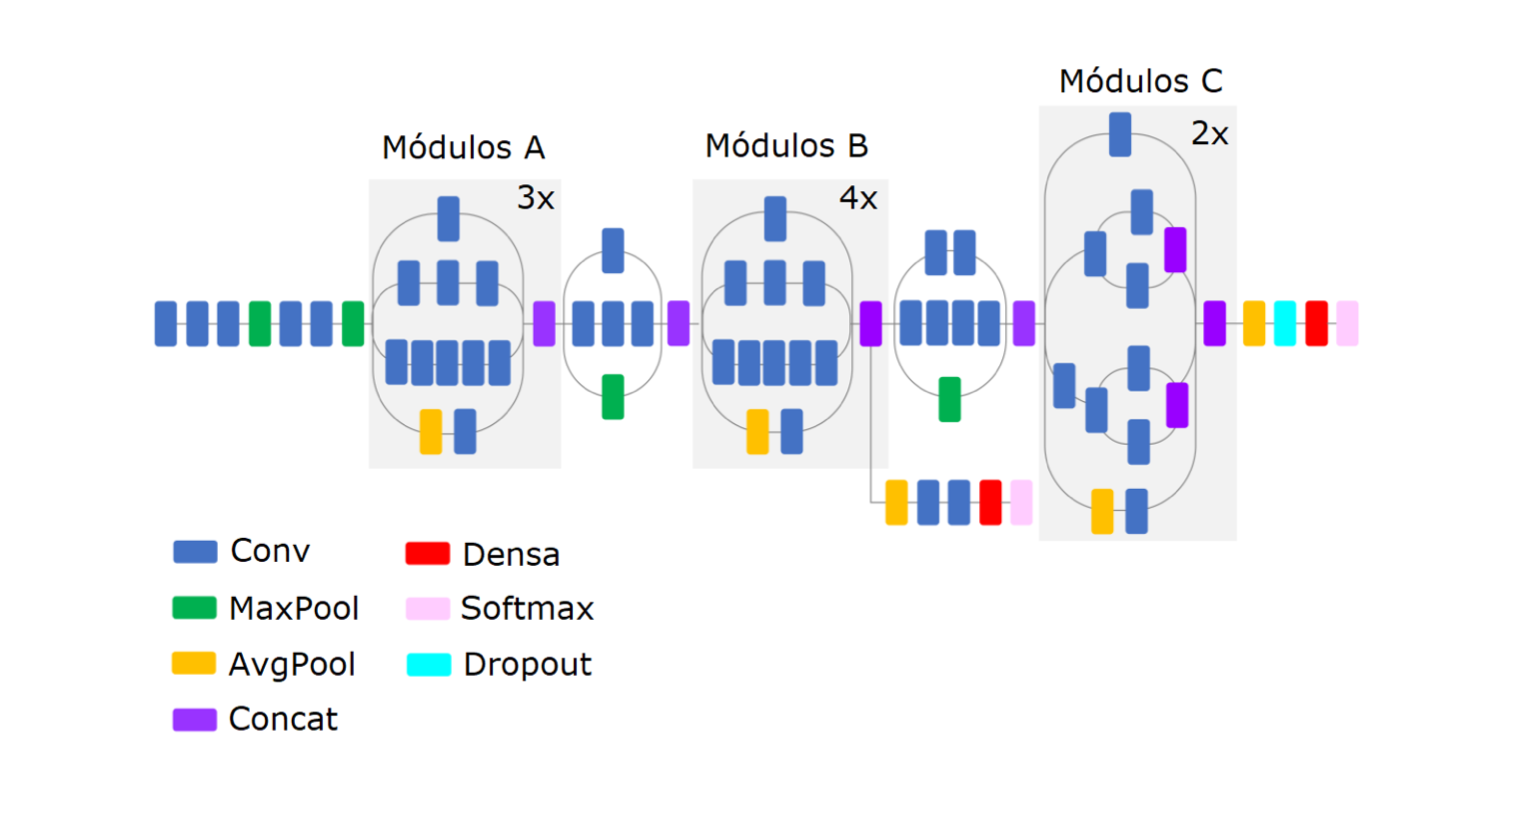 Módulos C
2x
Módulos A
3x
Módulos B
4x
Conv
MaxPool
AvgPool
Concat
Densa
Softmax
Dropout